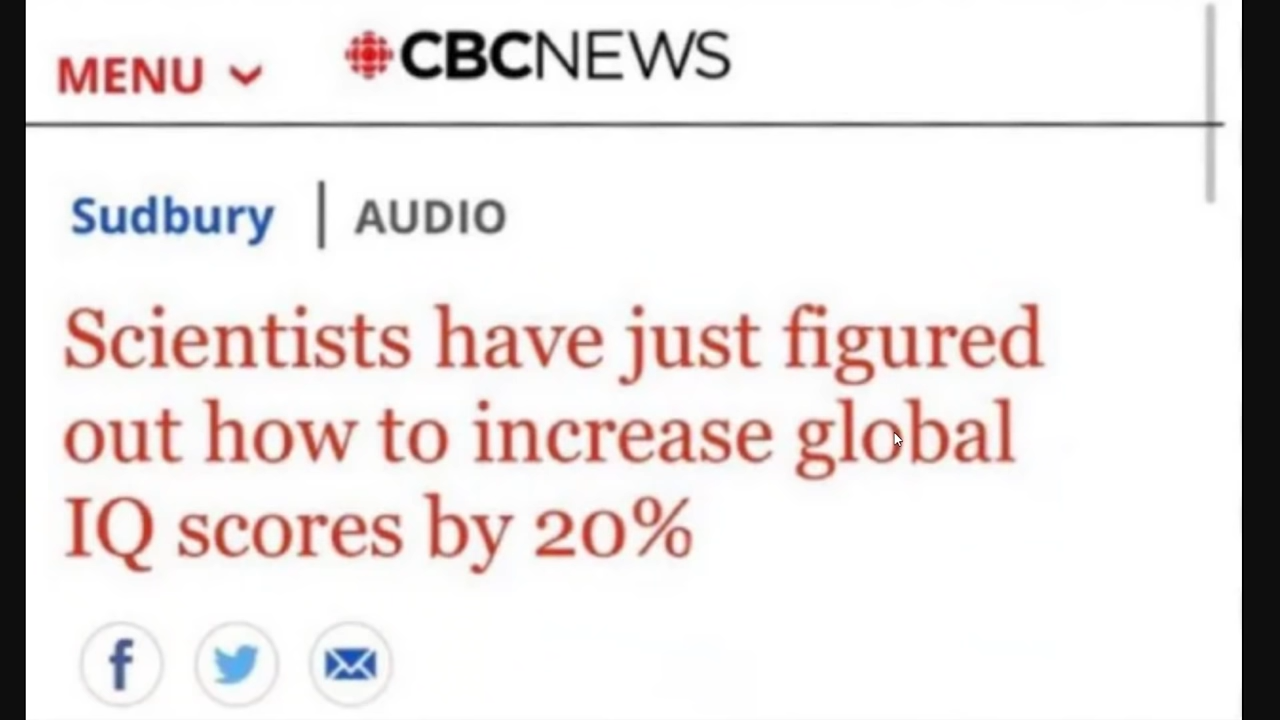 MENU CBCNEWS
Sudbury | AUDIO
Scientists have just figured
out how to increase global
IQ scores by 20%